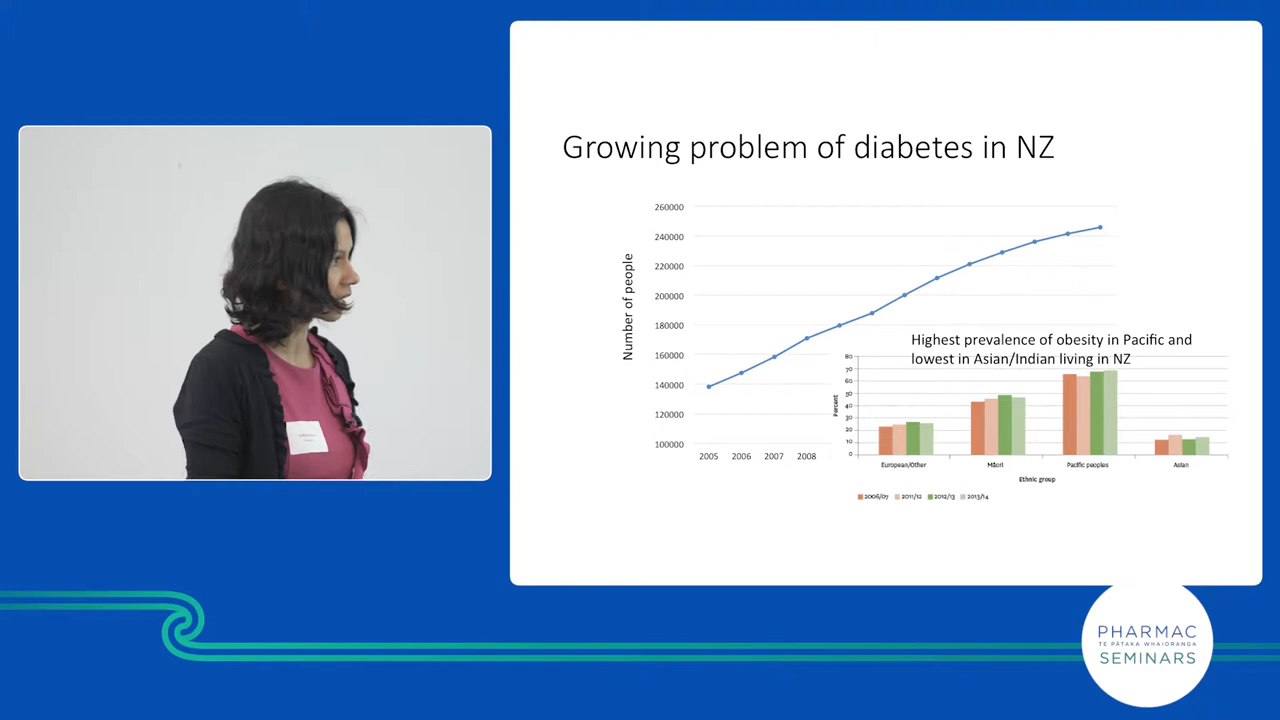 Growing problem of diabetes in NZ
260000
240000
220000
200000
180000
160000
140000
120000
100000
Number of people
2005 2006 2007 2008
Highest prevalence of obesity in Pacific and
lowest in Asian/Indian living in NZ
80
70
60
50
40
30
20
10
0
Percent
European/Other Māori Pacific peoples Asian
Ethnic group
2006/07 2011/12 2012/13 2013/14
PHARMAC
TE PĀTAKA WHAIORANGA
SEMINARS